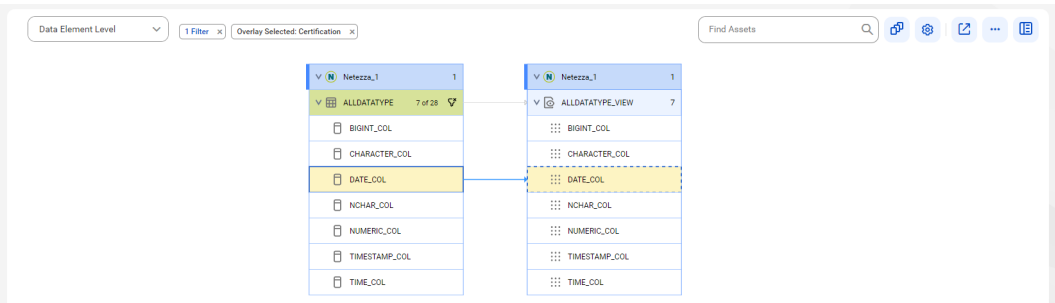 Data Element Level
1 Filter ×
Overlay Selected: Certification ×
Find Assets
N Netezza_1 1
ALLDATATYPE 7 of 28
BIGINT_COL
CHARACTER_COL
DATE_COL
NCHAR_COL
NUMERIC_COL
TIMESTAMP_COL
TIME_COL
N Netezza_1 1
ALLDATATYPE_VIEW 7
BIGINT_COL
CHARACTER_COL
DATE_COL
NCHAR_COL
NUMERIC_COL
TIMESTAMP_COL
TIME_COL